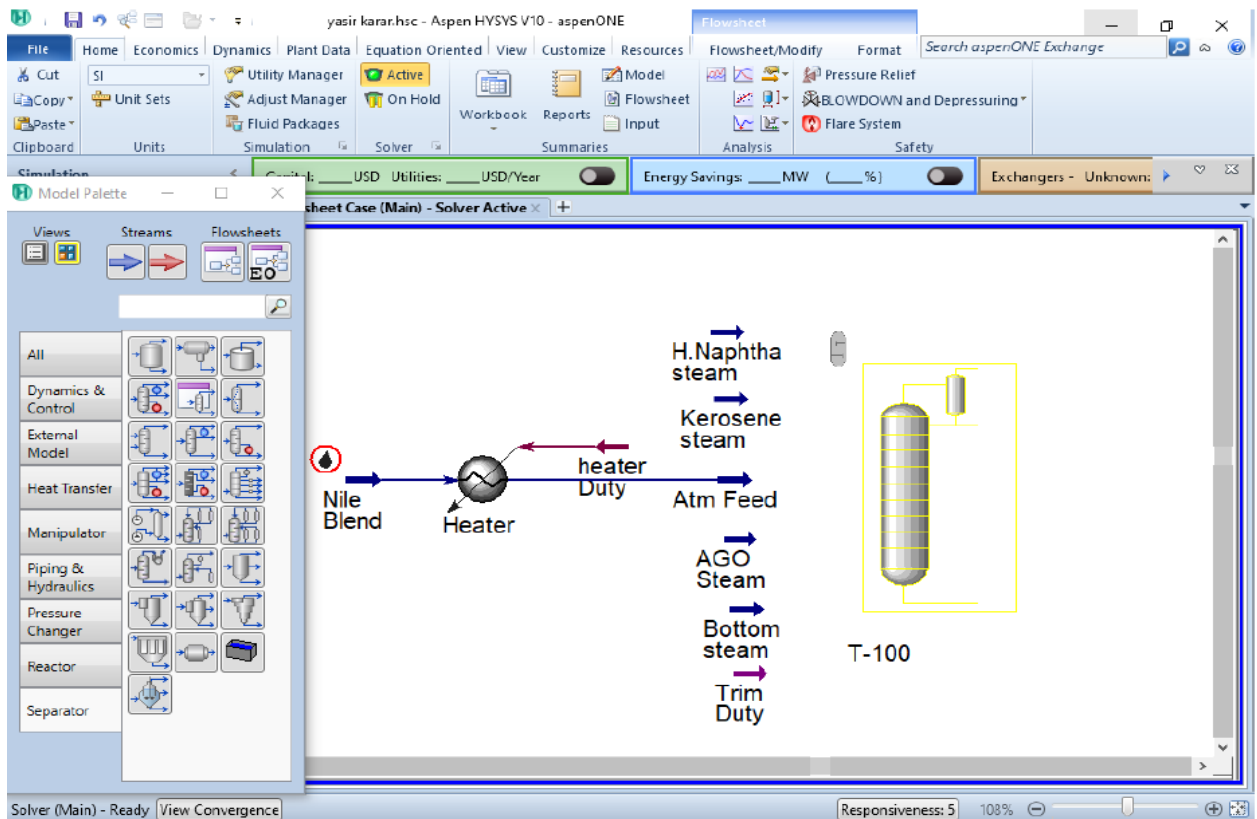 yasir karar.hsc - Aspen HYSYS V10 - aspenONE
Flowsheet
File Home Economics Dynamics Plant Data Equation Oriented View Customize Resources Flowsheet/Modify Format Search aspenONE Exchange
Cut SI Utility Manager Active Model Pressure Relief
Copy Unit Sets Adjust Manager On Hold Workbook Reports Flowsheet BLOWDOWN and Depressuring
Paste Fluid Packages Input Flare System
Clipboard Units Simulation Solver Summaries Analysis Safety
Simulation Capital: ____USD Utilities: ____USD/Year Energy Savings: ____MW (____%) Exchangers - Unknown:
Model Palette
sheet Case (Main) - Solver Active
Views Streams Flowsheets
EO
All
Dynamics &
Control
External
Model
Heat Transfer
Manipulator
Piping &
Hydraulics
Pressure
Changer
Reactor
Separator
H.Naphtha
steam
Kerosene
steam
heater
Duty
Nile
Blend
Heater
Atm Feed
AGO
Steam
Bottom
steam
Trim
Duty
T-100
Solver (Main) - Ready View Convergence Responsiveness: 5 108%